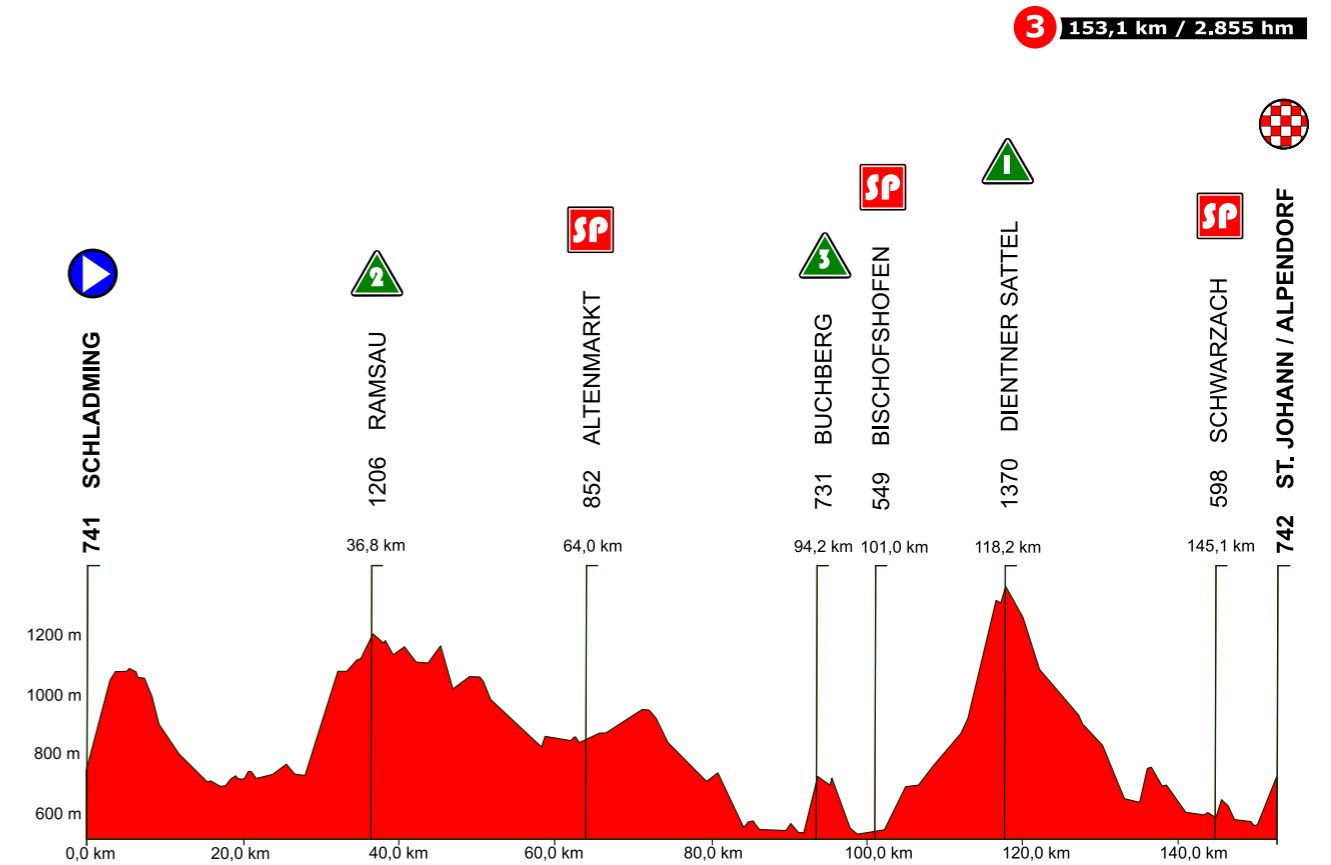 3 153,1 km / 2.855 hm
741 SCHLADMING
2
1206 RAMSAU
36,8 km
SP
852 ALTENMARKT
64,0 km
3
731 BUCHBERG
94,2 km
SP
549 BISCHOFSHOFEN
101,0 km
1
1370 DIENTNER SATTEL
118,2 km
SP
598 SCHWARZACH
145,1 km
742 ST. JOHANN / ALPENDORF
1200 m
1000 m
800 m
600 m
0,0 km 20,0 km 40,0 km 60,0 km 80,0 km 100,0 km 120,0 km 140,0 km